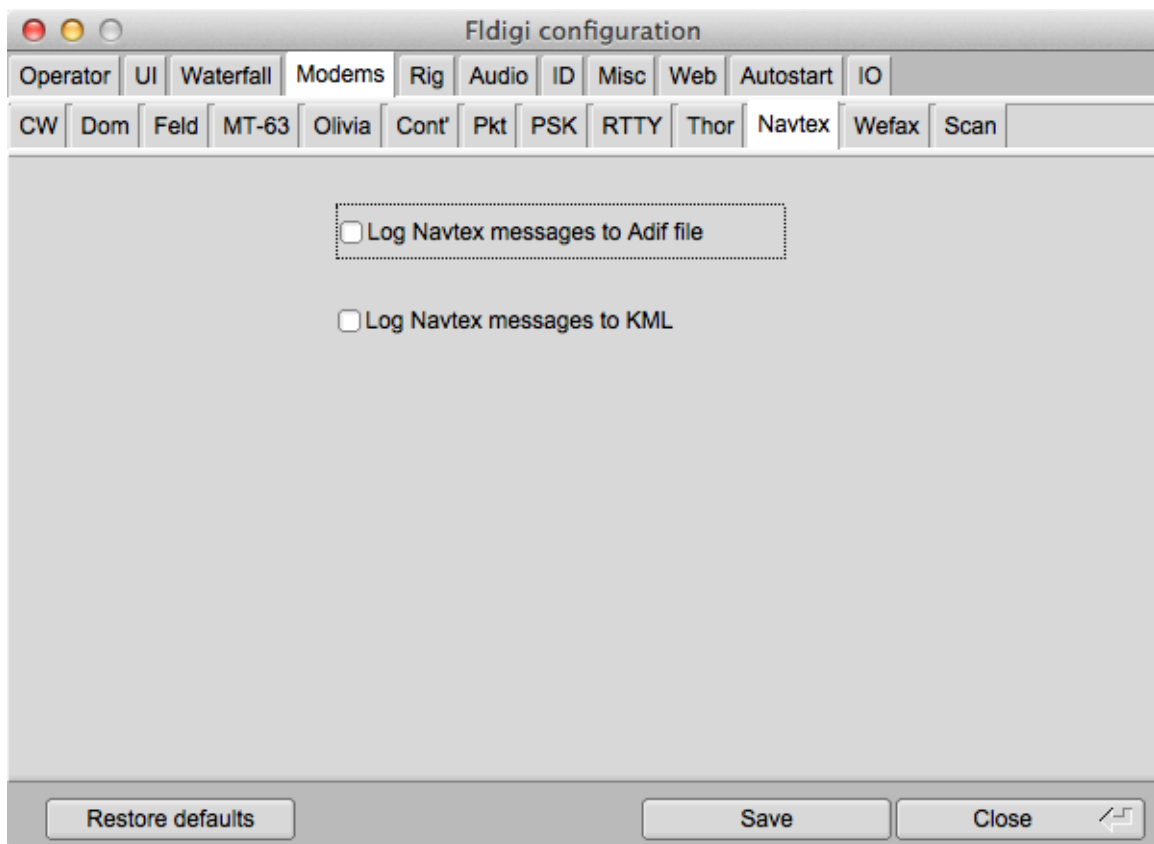 Fldigi configuration
Operator UI Waterfall Modems Rig Audio ID Misc Web Autostart IO
CW Dom Feld MT-63 Olivia Cont' Pkt PSK RTTY Thor Navtex Wefax Scan
Log Navtex messages to Adif file
Log Navtex messages to KML
Restore defaults Save Close